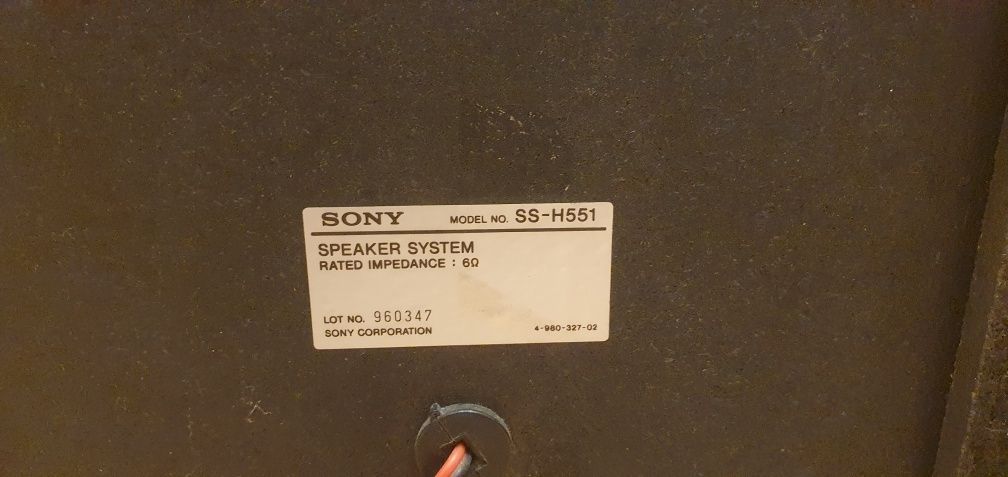 SONY MODEL NO. SS-H551
SPEAKER SYSTEM
RATED IMPEDANCE : 6Ω
LOT NO. 960347
SONY CORPORATION 4-980-327-02